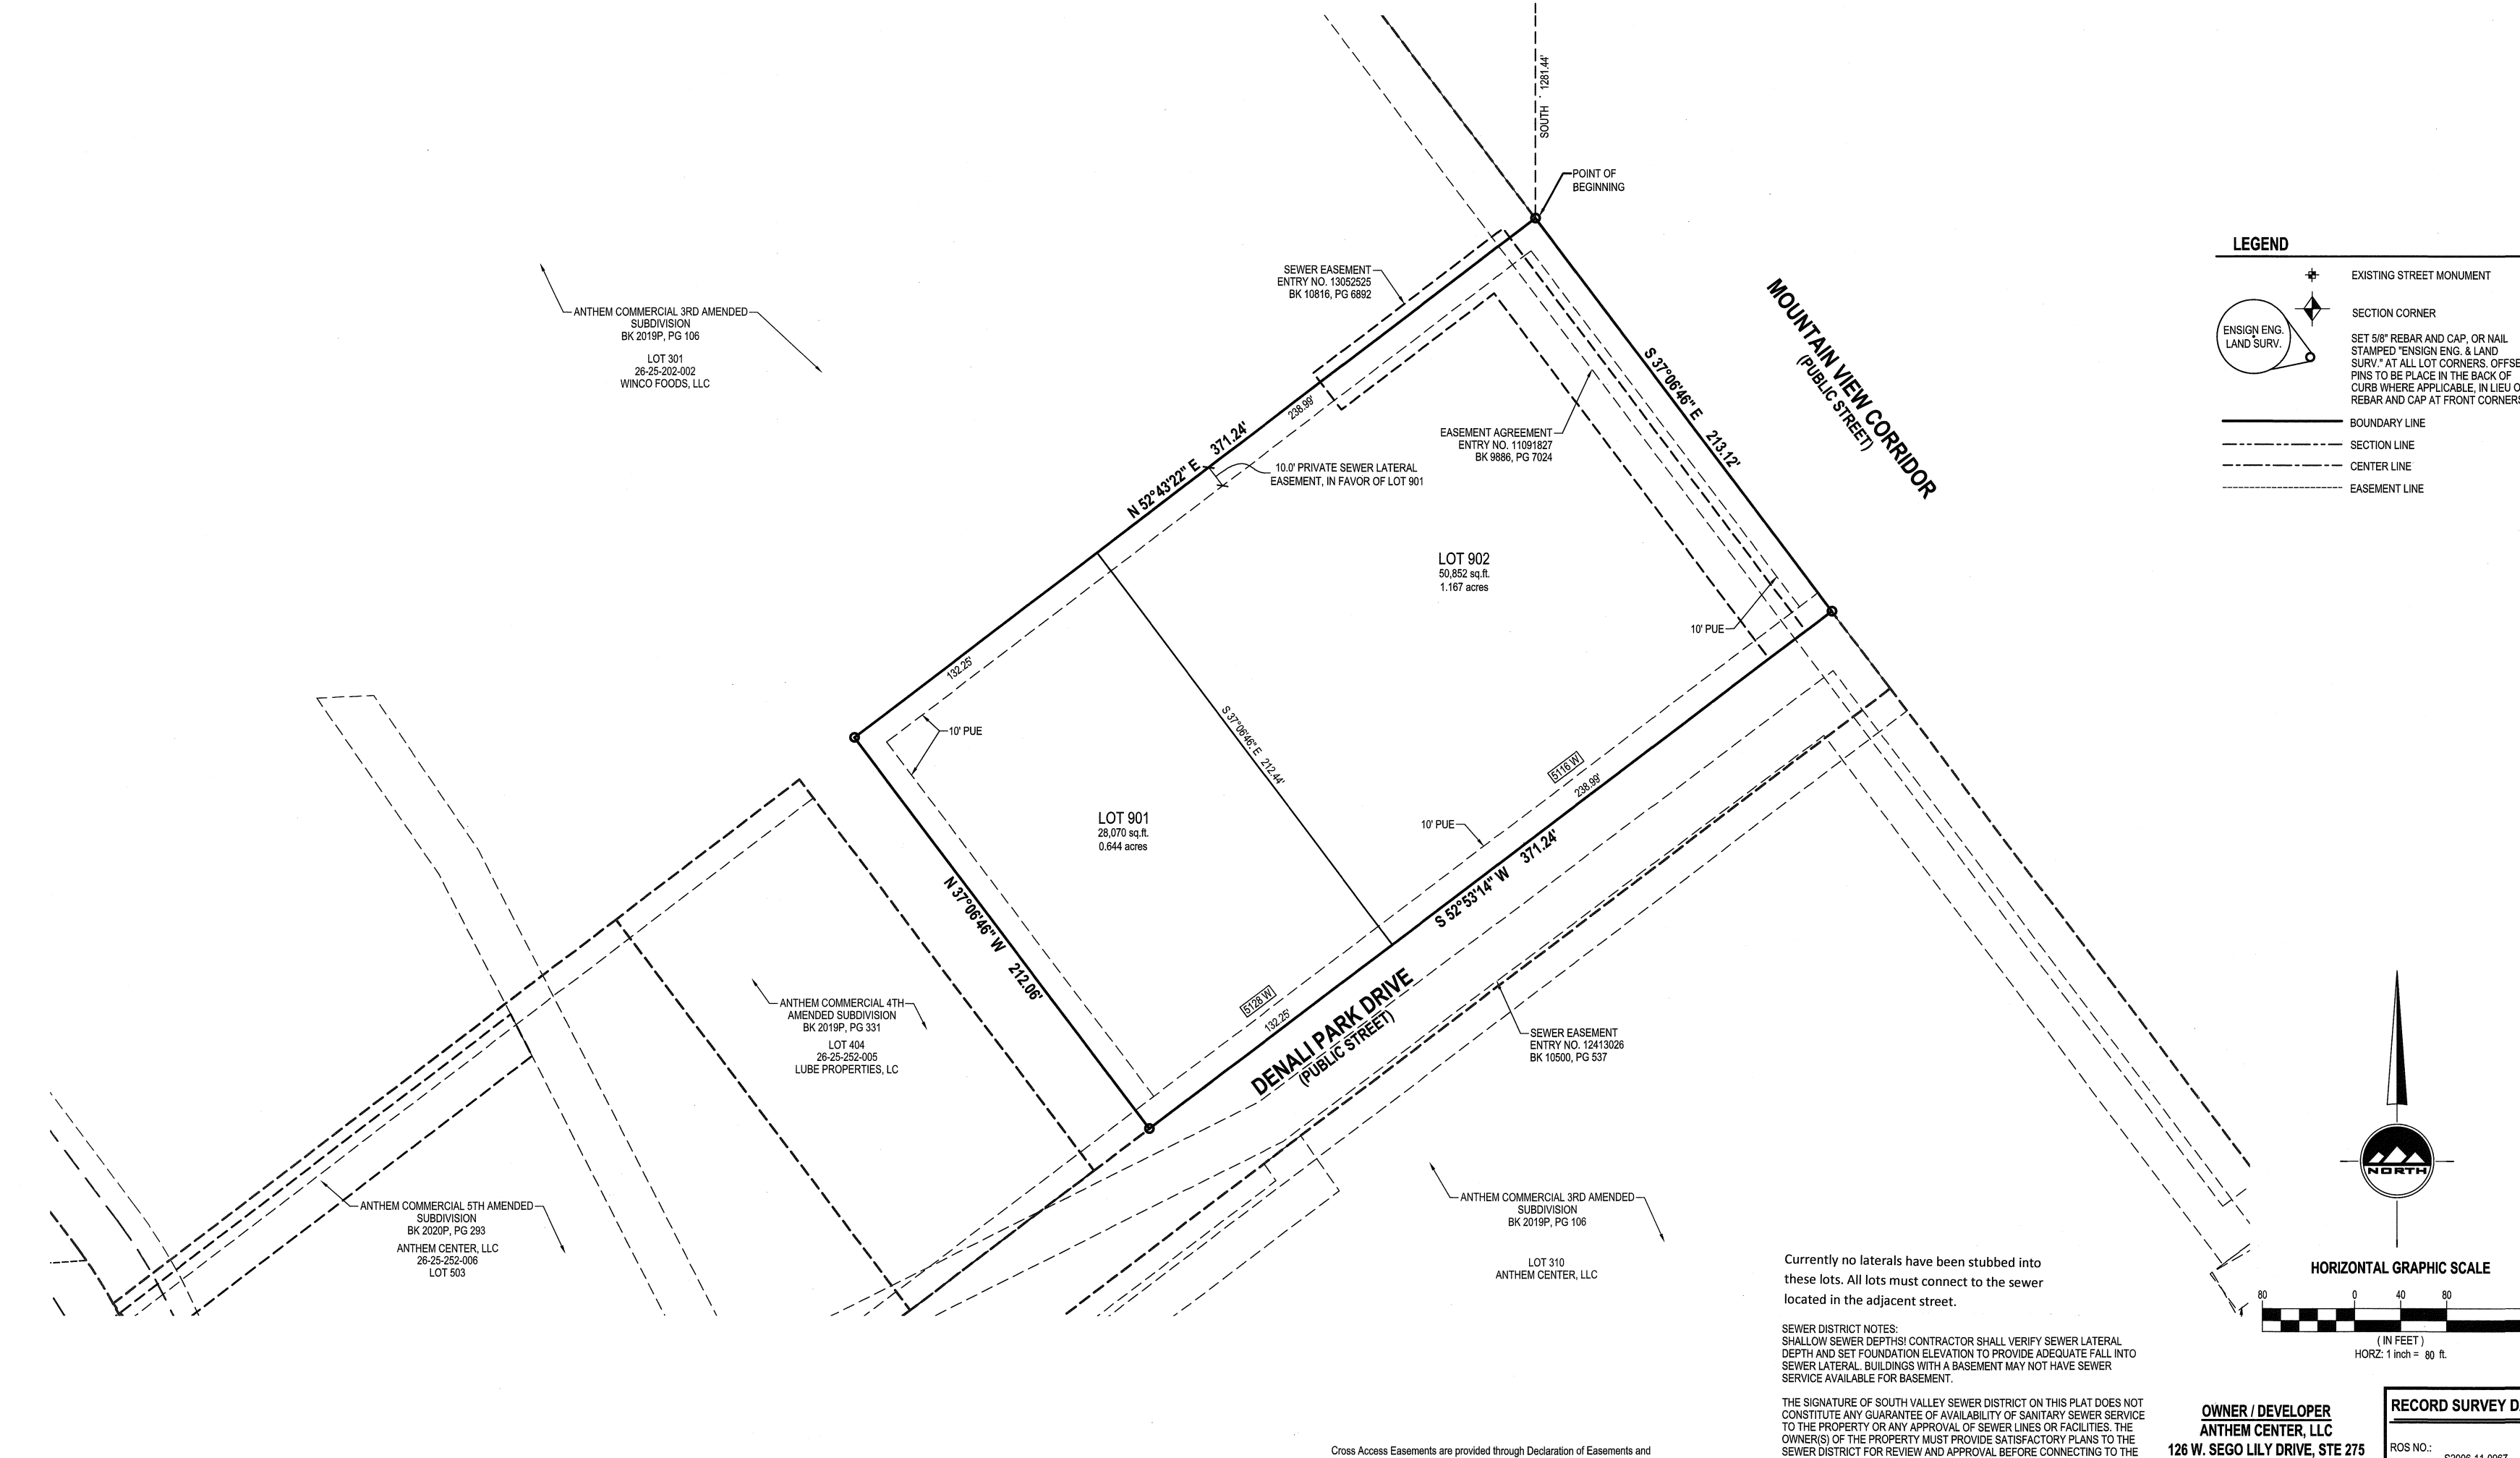 SOUTH 1281.44'
POINT OF
BEGINNING
SEWER EASEMENT
ENTRY NO. 13052525
BK 10816, PG 6892
ANTHEM COMMERCIAL 3RD AMENDED
SUBDIVISION
BK 2019P, PG 106
LOT 301
26-25-202-002
WINCO FOODS, LLC
MOUNTAIN VIEW CORRIDOR
(PUBLIC STREET)
S 37°06'46" E 213.12'
EASEMENT AGREEMENT
ENTRY NO. 11091827
BK 9886, PG 7024
238.99'
N 52°43'22" E 371.24'
10.0' PRIVATE SEWER LATERAL
EASEMENT, IN FAVOR OF LOT 901
LOT 902
50,852 sq.ft.
1.167 acres
10' PUE
132.25'
10' PUE
S 37°06'46" E 212.44'
5116 W
238.99'
10' PUE
LOT 901
28,070 sq.ft.
0.644 acres
S 52°53'14" W 371.24'
N 37°06'46" W 212.06'
5128 W
132.25'
DENALI PARK DRIVE
(PUBLIC STREET)
ANTHEM COMMERCIAL 4TH
AMENDED SUBDIVISION
BK 2019P, PG 331
LOT 404
26-25-252-005
LUBE PROPERTIES, LC
SEWER EASEMENT
ENTRY NO. 12413026
BK 10500, PG 537
ANTHEM COMMERCIAL 5TH AMENDED
SUBDIVISION
BK 2020P, PG 293
ANTHEM CENTER, LLC
26-25-252-006
LOT 503
ANTHEM COMMERCIAL 3RD AMENDED
SUBDIVISION
BK 2019P, PG 106
LOT 310
ANTHEM CENTER, LLC
LEGEND
EXISTING STREET MONUMENT
SECTION CORNER
ENSIGN ENG.
LAND SURV.
SET 5/8" REBAR AND CAP, OR NAIL
STAMPED "ENSIGN ENG. & LAND
SURV." AT ALL LOT CORNERS. OFFSE
PINS TO BE PLACE IN THE BACK OF
CURB WHERE APPLICABLE, IN LIEU O
REBAR AND CAP AT FRONT CORNERS
BOUNDARY LINE
SECTION LINE
CENTER LINE
EASEMENT LINE
NORTH
HORIZONTAL GRAPHIC SCALE
80 0 40 80
( IN FEET )
HORZ: 1 inch = 80 ft.
Currently no laterals have been stubbed into
these lots. All lots must connect to the sewer
located in the adjacent street.
SEWER DISTRICT NOTES:
SHALLOW SEWER DEPTHS! CONTRACTOR SHALL VERIFY SEWER LATERAL
DEPTH AND SET FOUNDATION ELEVATION TO PROVIDE ADEQUATE FALL INTO
SEWER LATERAL. BUILDINGS WITH A BASEMENT MAY NOT HAVE SEWER
SERVICE AVAILABLE FOR BASEMENT.
THE SIGNATURE OF SOUTH VALLEY SEWER DISTRICT ON THIS PLAT DOES NOT
CONSTITUTE ANY GUARANTEE OF AVAILABILITY OF SANITARY SEWER SERVICE
TO THE PROPERTY OR ANY APPROVAL OF SEWER LINES OR FACILITIES. THE
OWNER(S) OF THE PROPERTY MUST PROVIDE SATISFACTORY PLANS TO THE
SEWER DISTRICT FOR REVIEW AND APPROVAL BEFORE CONNECTING TO THE
Cross Access Easements are provided through Declaration of Easements and
OWNER / DEVELOPER
ANTHEM CENTER, LLC
126 W. SEGO LILY DRIVE, STE 275
RECORD SURVEY D
ROS NO.: